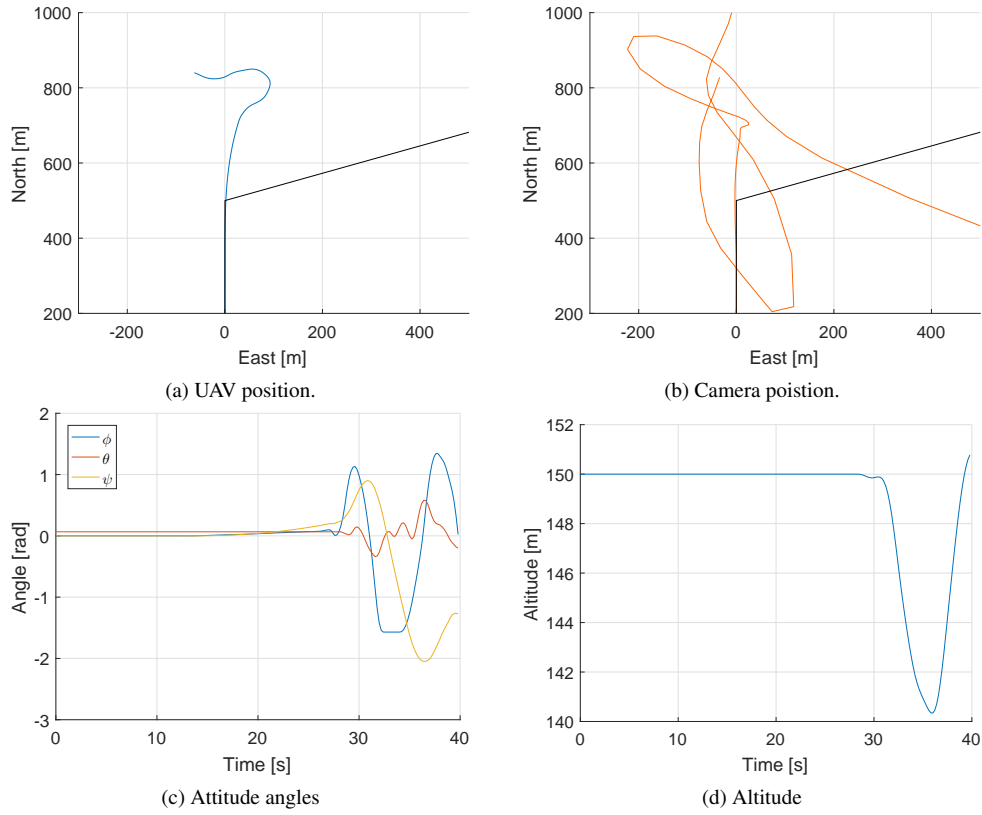 1000
800
600
400
200
North [m]
-200
0
200
400
East [m]
(a) UAV position.
1000
800
600
400
200
North [m]
-200
0
200
400
East [m]
(b) Camera poistion.
2
1
0
-1
-2
-3
Angle [rad]
ϕ
θ
ψ
0
10
20
30
40
Time [s]
(c) Attitude angles
152
150
148
146
144
142
140
Altitude [m]
0
10
20
30
40
Time [s]
(d) Altitude